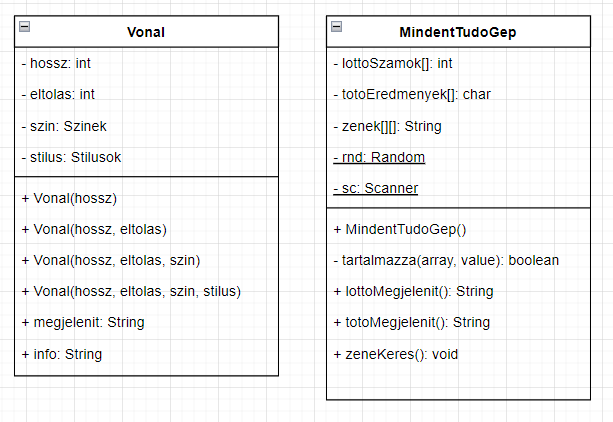 Vonal
- hossz: int
- eltolas: int
- szin: Szinek
- stilus: Stilusok
+ Vonal(hossz)
+ Vonal(hossz, eltolas)
+ Vonal(hossz, eltolas, szin)
+ Vonal(hossz, eltolas, szin, stilus)
+ megjelenit: String
+ info: String
MindentTudoGep
- lottoSzamok[]: int
- totoEredmenyek[]: char
- zenek[][]: String
- rnd: Random
- sc: Scanner
+ MindentTudoGep()
- tartalmazza(array, value): boolean
+ lottoMegjelenit(): String
+ totoMegjelenit(): String
+ zeneKeres(): void